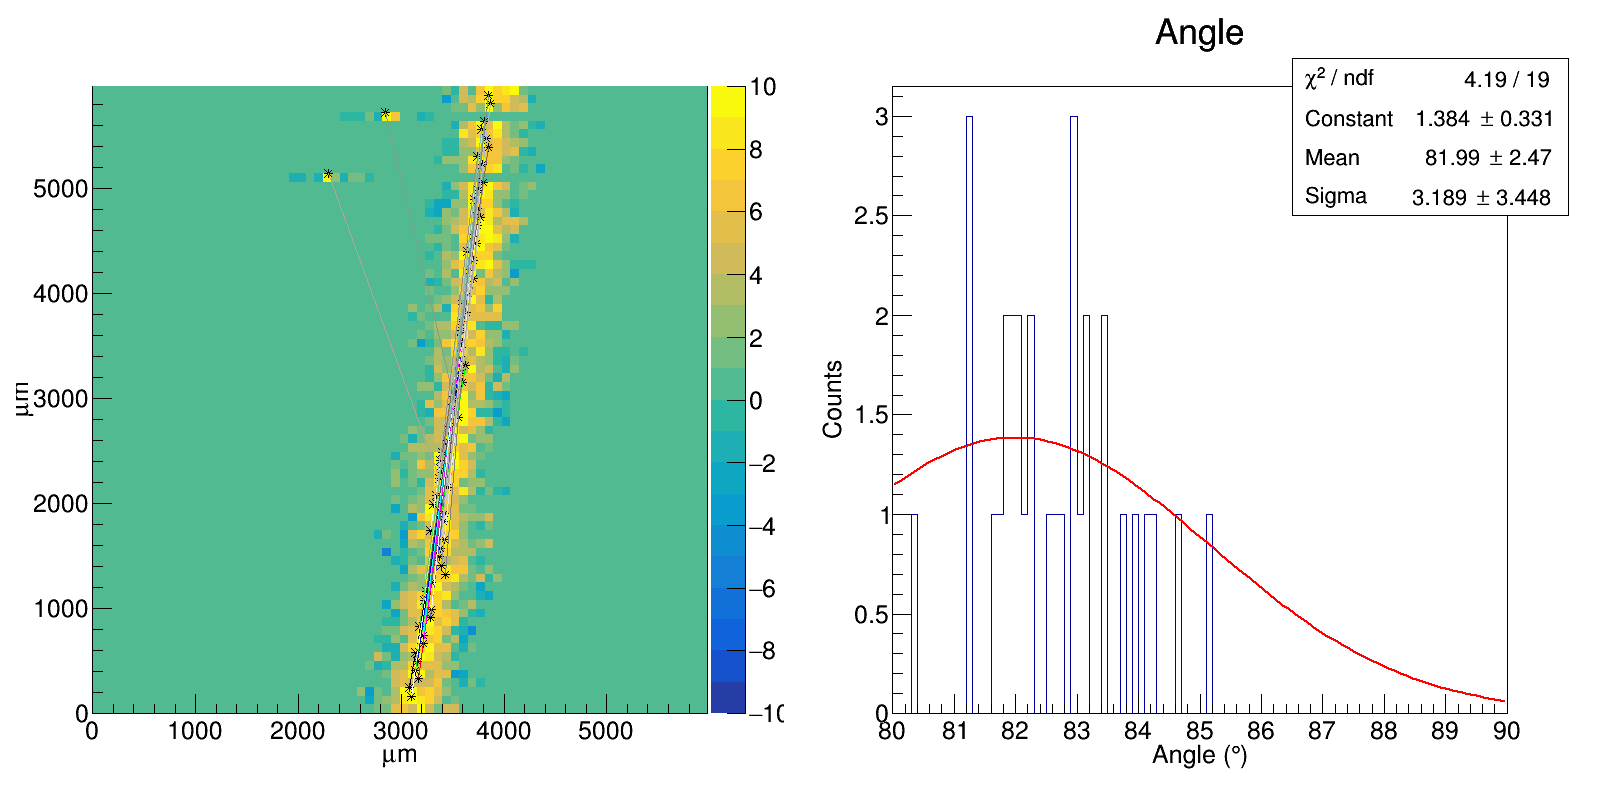 Angle
χ² / ndf 4.19 / 19
Constant 1.384 ± 0.331
Mean 81.99 ± 2.47
Sigma 3.189 ± 3.448
10
8
6
4
2
0
−2
−4
−6
−8
−10
5000
4000
3000
2000
1000
0
μm
0 1000 2000 3000 4000 5000
μm
3
2.5
2
1.5
1
0.5
0
Counts
80 81 82 83 84 85 86 87 88 89 90
Angle (°)